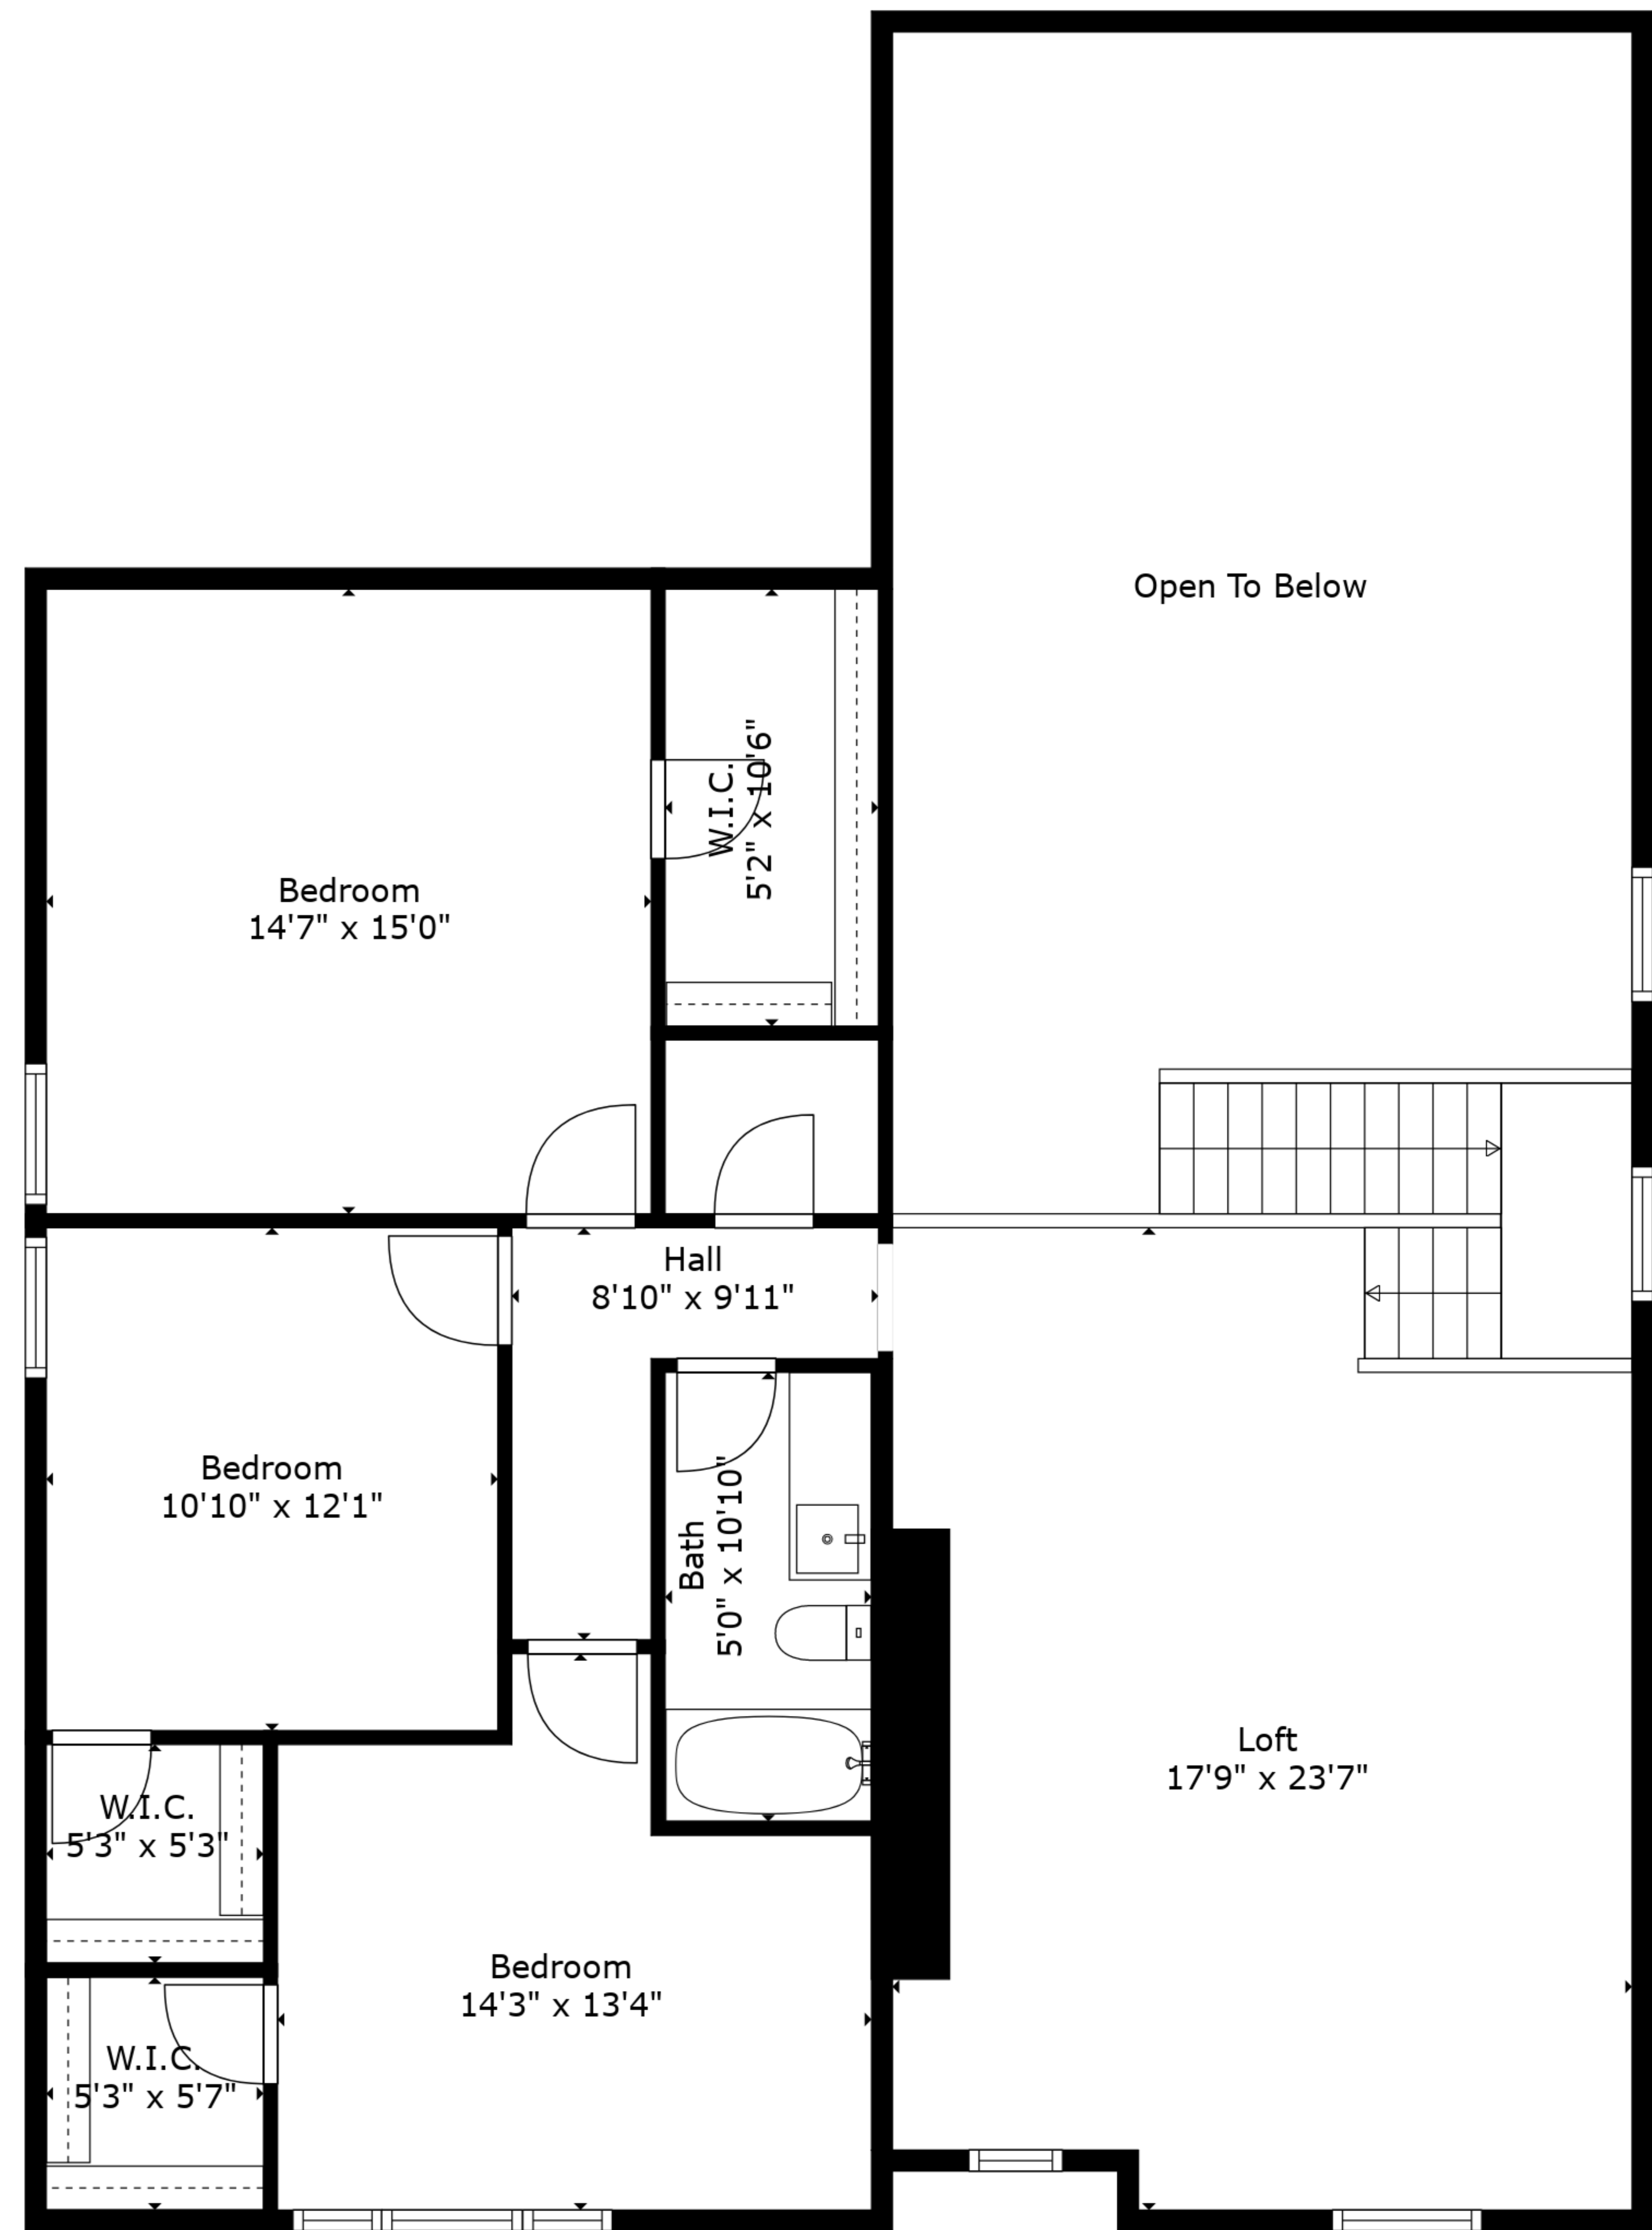 Open To Below
W.I.C.
5'2" x 10'6"
Bedroom
14'7" x 15'0"
Hall
8'10" x 9'11"
Bedroom
10'10" x 12'1"
Bath
5'0" x 10'10"
Loft
17'9" x 23'7"
W.I.C.
5'3" x 5'3"
Bedroom
14'3" x 13'4"
W.I.C.
5'3" x 5'7"